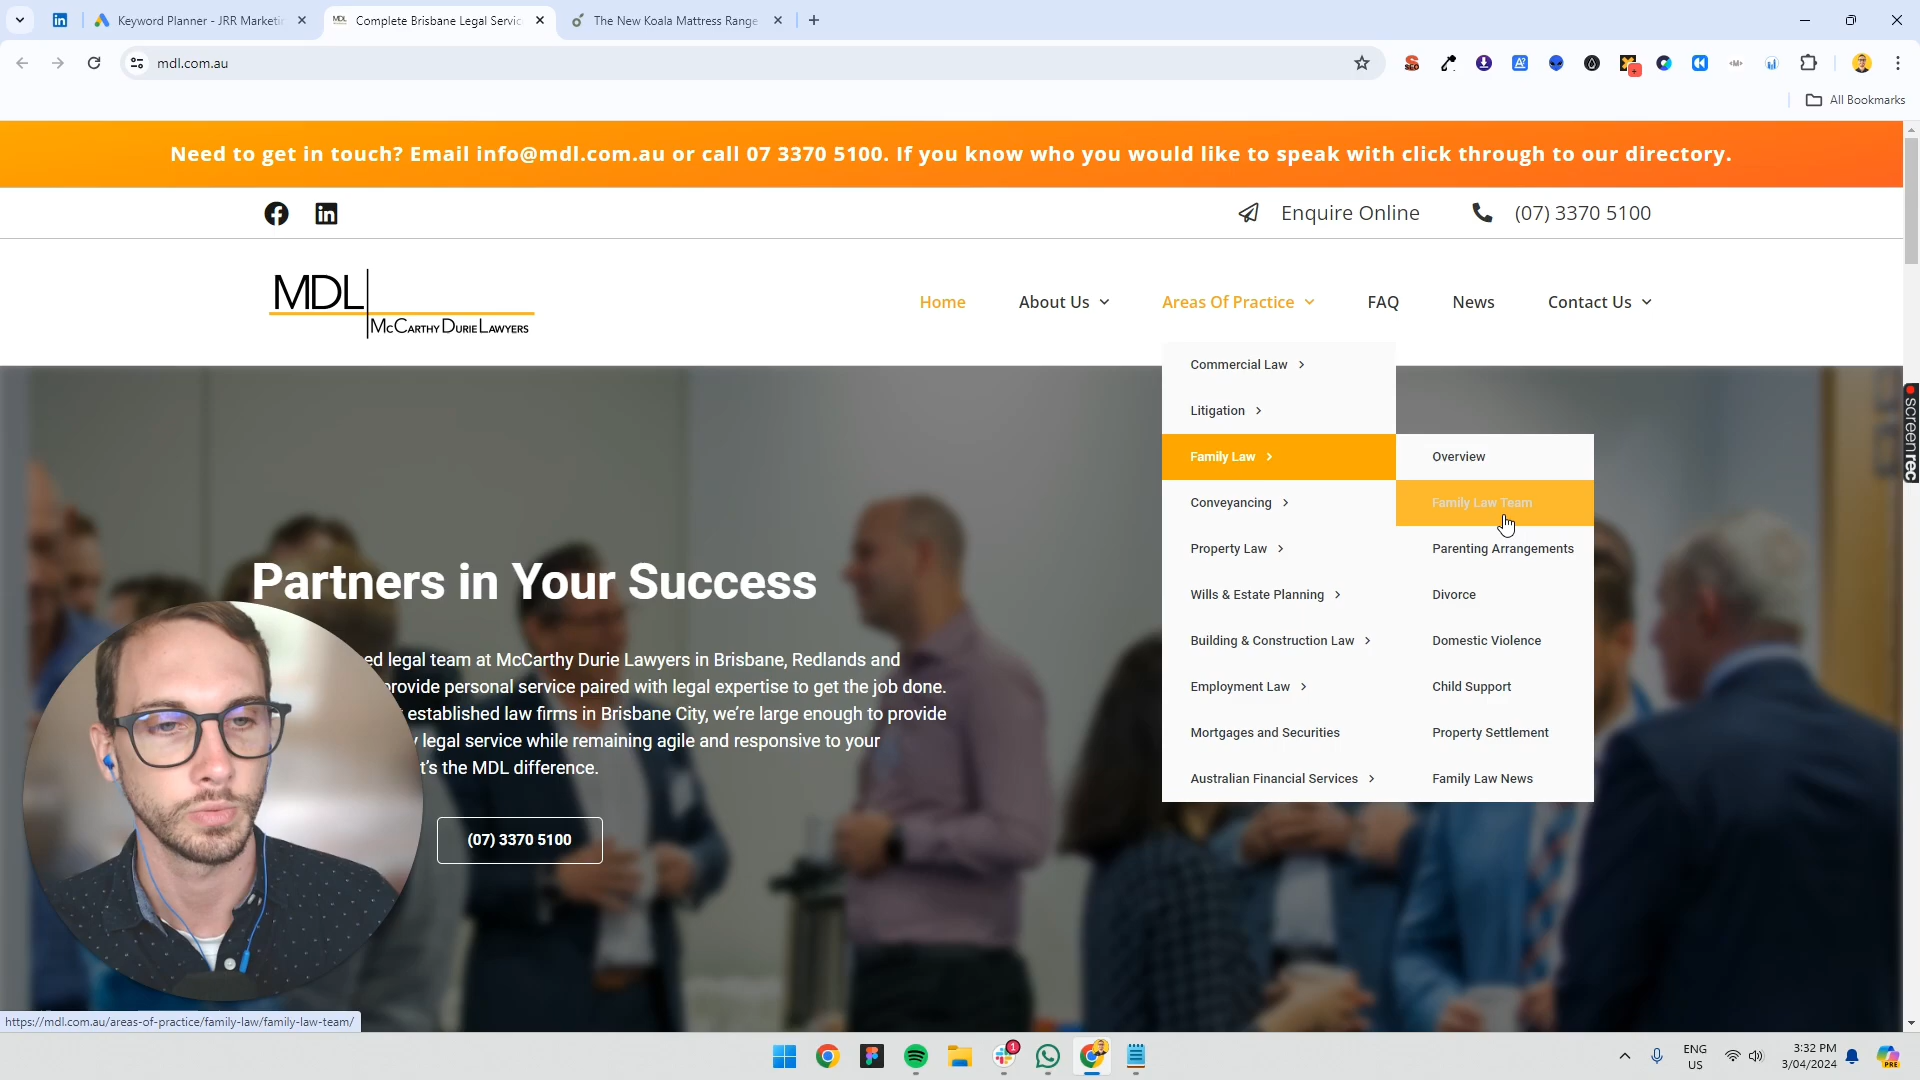 Keyword Planner - JRR Marketi
Complete Brisbane Legal Servic
The New Koala Mattress Range
mdl.com.au
All Bookmarks
Need to get in touch? Email info@mdl.com.au or call 07 3370 5100. If you know who you would like to speak with click through to our directory.
Enquire Online
(07) 3370 5100
MDL
McCarthy Durie Lawyers
Home
About Us
Areas Of Practice
FAQ
News
Contact Us
Commercial Law
Litigation
Family Law
Conveyancing
Property Law
Wills & Estate Planning
Building & Construction Law
Employment Law
Mortgages and Securities
Australian Financial Services
Overview
Family Law Team
Parenting Arrangements
Divorce
Domestic Violence
Child Support
Property Settlement
Family Law News
Partners in Your Success
ed legal team at McCarthy Durie Lawyers in Brisbane, Redlands and
provide personal service paired with legal expertise to get the job done.
established law firms in Brisbane City, we're large enough to provide
legal service while remaining agile and responsive to your
t's the MDL difference.
(07) 3370 5100
screenrec
https://mdl.com.au/areas-of-practice/family-law/family-law-team/
1
ENG
US
3:32 PM
3/04/2024
PRE